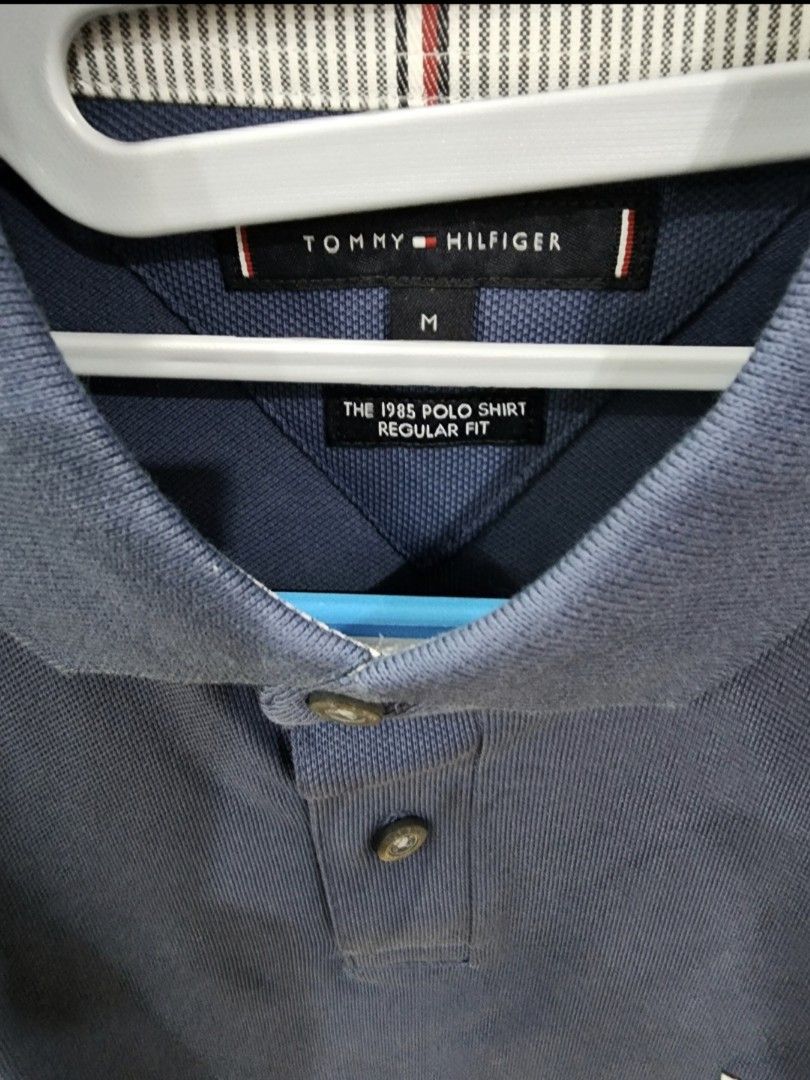 TOMMY HILFIGER
M
THE 1985 POLO SHIRT
REGULAR FIT